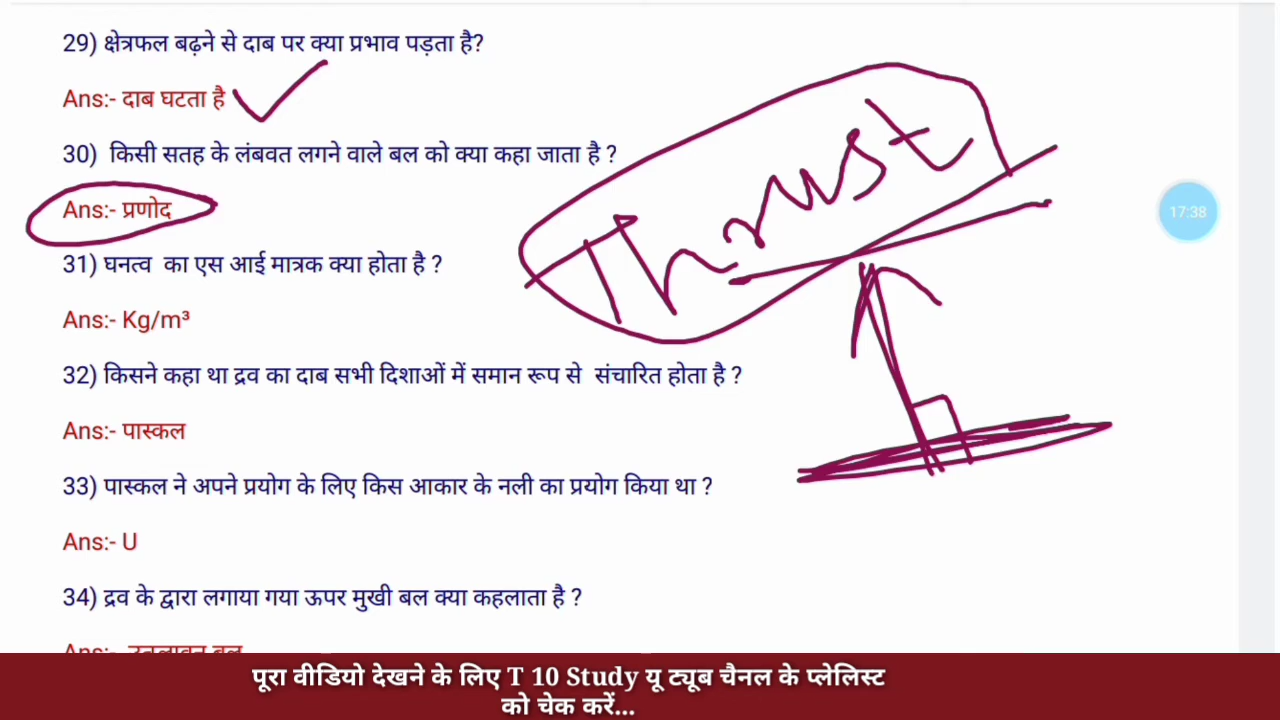 29) क्षेत्रफल बढ़ने से दाब पर क्या प्रभाव पड़ता है?
Ans:- दाब घटता है
30) किसी सतह के लंबवत लगने वाले बल को क्या कहा जाता है ?
Thrust
Ans:- प्रणोद
17:38
31) घनत्व का एस आई मात्रक क्या होता है ?
Ans:- Kg/m³
32) किसने कहा था द्रव का दाब सभी दिशाओं में समान रूप से संचारित होता है ?
Ans:- पास्कल
33) पास्कल ने अपने प्रयोग के लिए किस आकार के नली का प्रयोग किया था ?
Ans:- U
34) द्रव के द्वारा लगाया गया ऊपर मुखी बल क्या कहलाता है ?
Ans:-
पूरा वीडियो देखने के लिए T 10 Study यू ट्यूब चैनल के प्लेलिस्ट
को चेक करें...